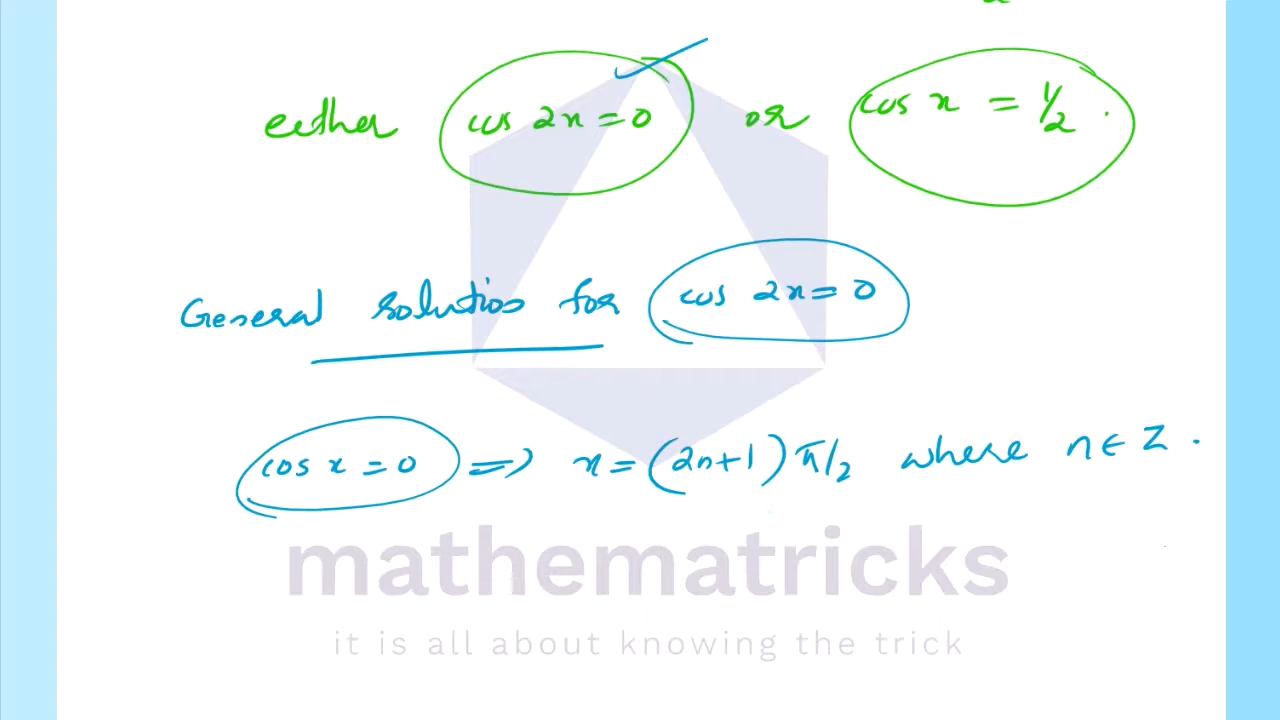 either cos 2x = 0 or cos x = 1/2 .
General solution for cos 2x = 0
cos x = 0 => x = (2n+1) π/2 where n ∈ Z .
mathematricks
it is all about knowing the trick